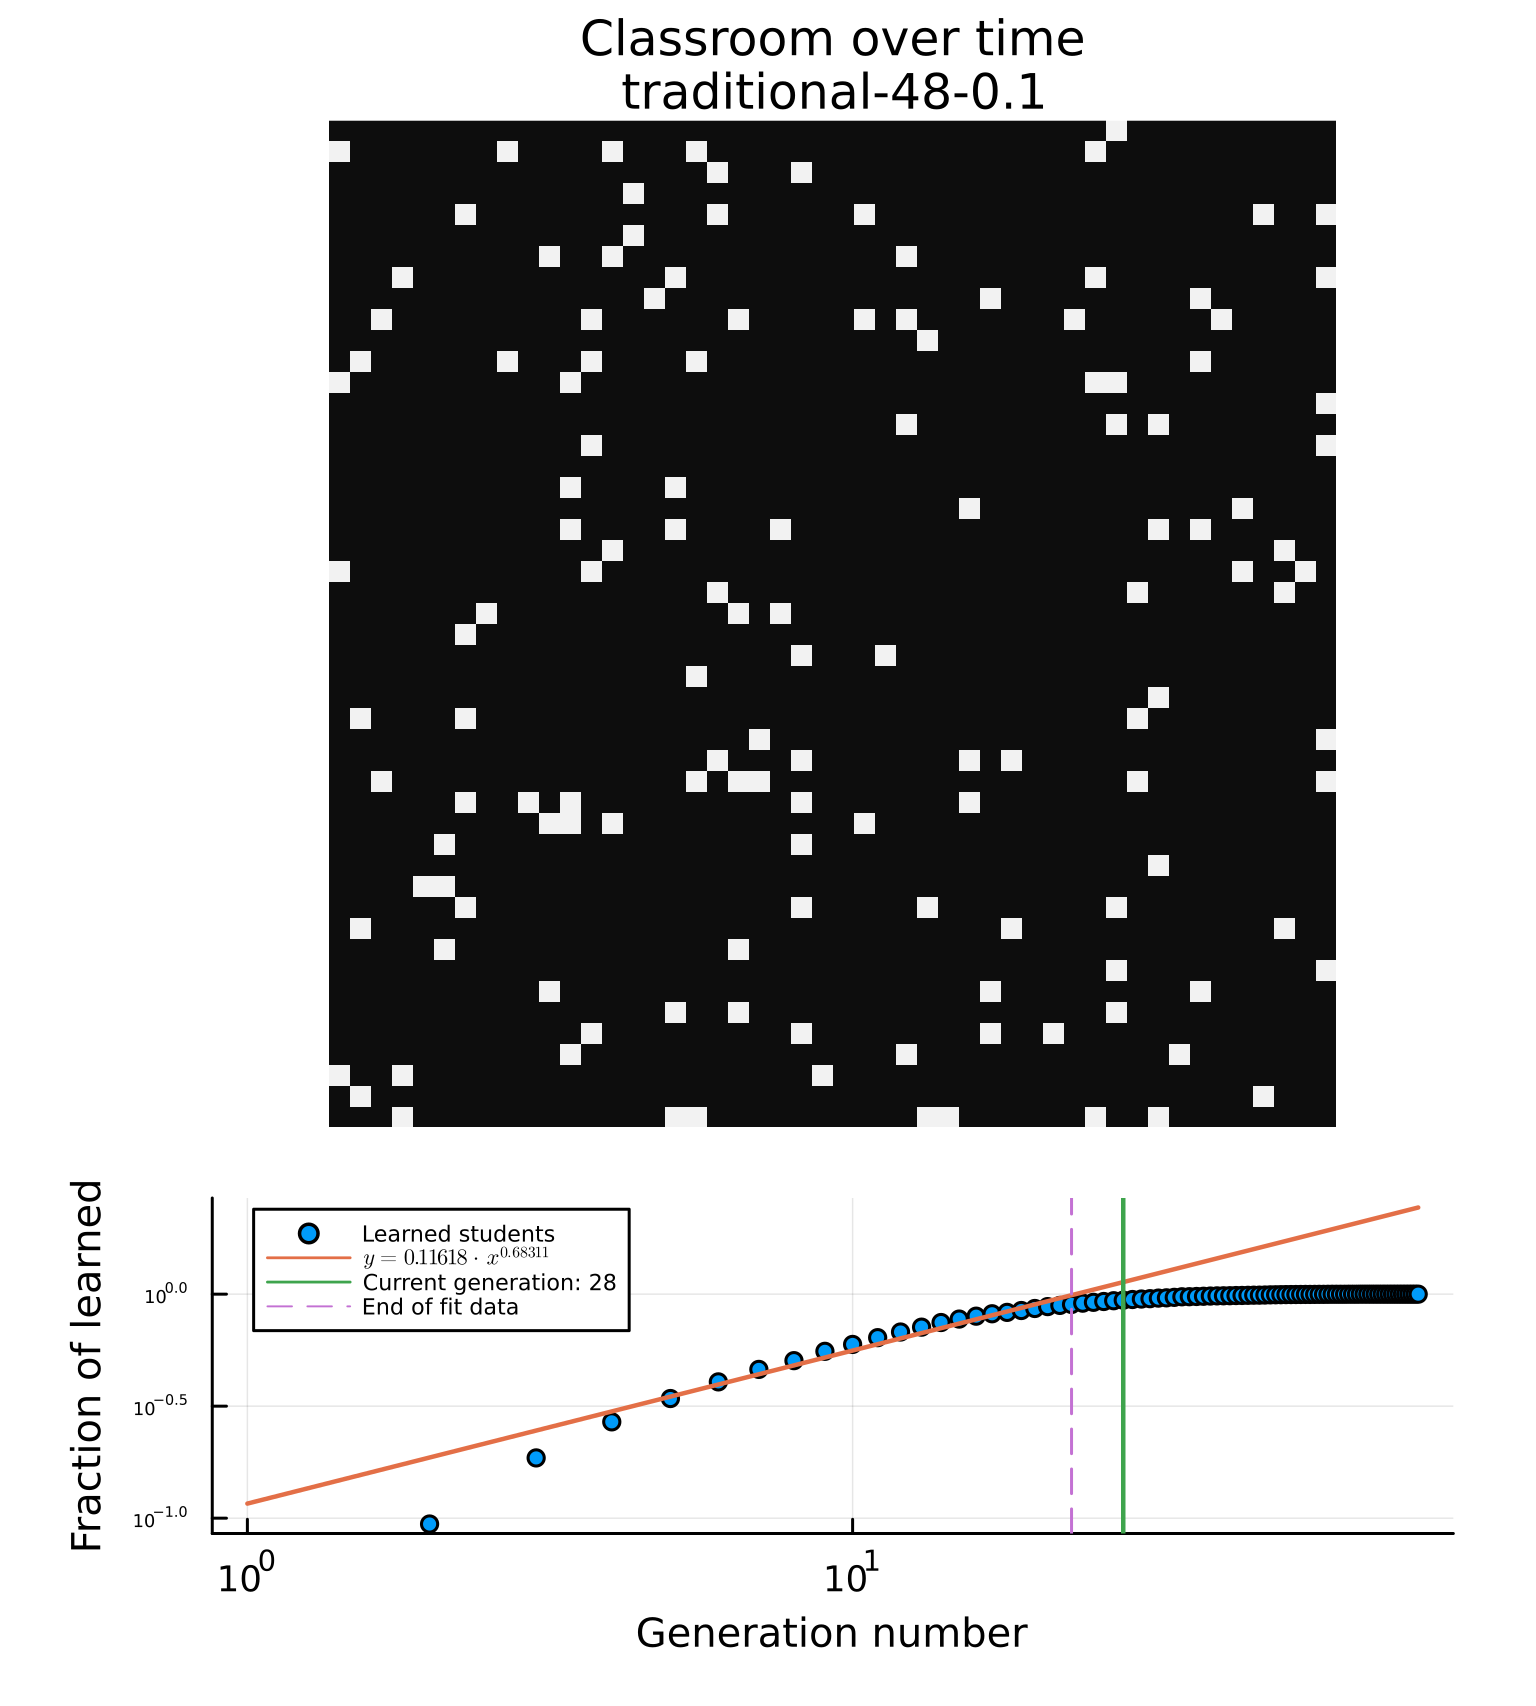 Classroom over time
traditional-48-0.1
Fraction of learned
Learned students
y = 0.11618 · x^0.68311
Current generation: 28
End of fit data
10^0.0
10^−0.5
10^−1.0
10^0
10^1
Generation number